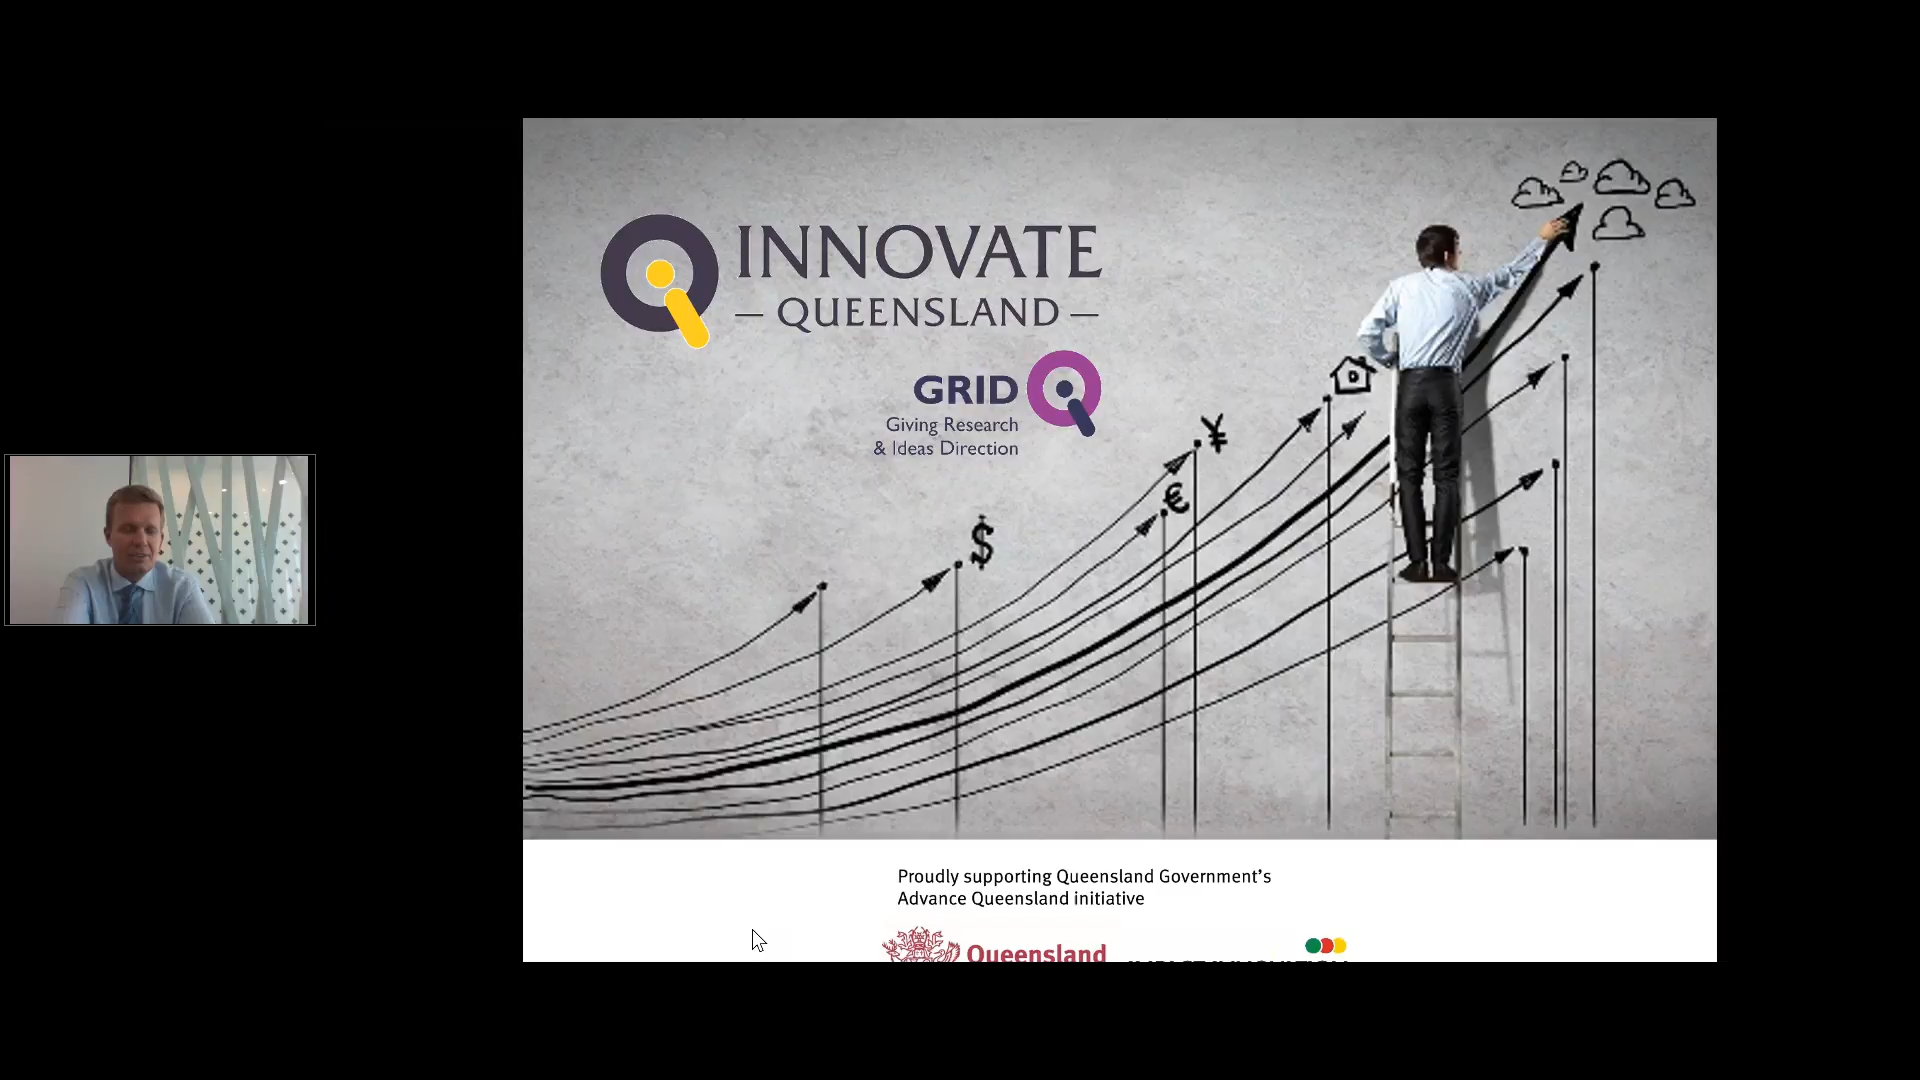 INNOVATE
— QUEENSLAND —
GRID
Giving Research
& Ideas Direction
¥
€
$
Proudly supporting Queensland Government’s
Advance Queensland initiative
Queensland